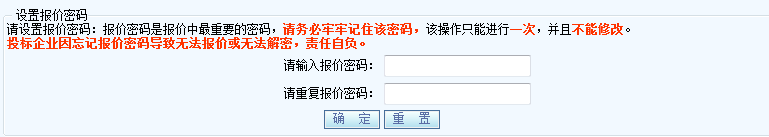 设置报价密码
请设置报价密码：报价密码是报价中最重要的密码，请务必牢牢记住该密码，该操作只能进行一次，并且不能修改。
投标企业因忘记报价密码导致无法报价或无法解密，责任自负。
请输入报价密码：
请重复报价密码：
确 定 重 置